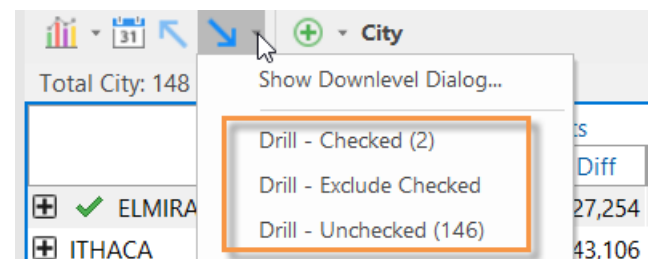 31
City
Total City: 148
Show Downlevel Dialog...
Drill - Checked (2)
Diff
Drill - Exclude Checked
ELMIRA
27,254
Drill - Unchecked (146)
ITHACA
43,106